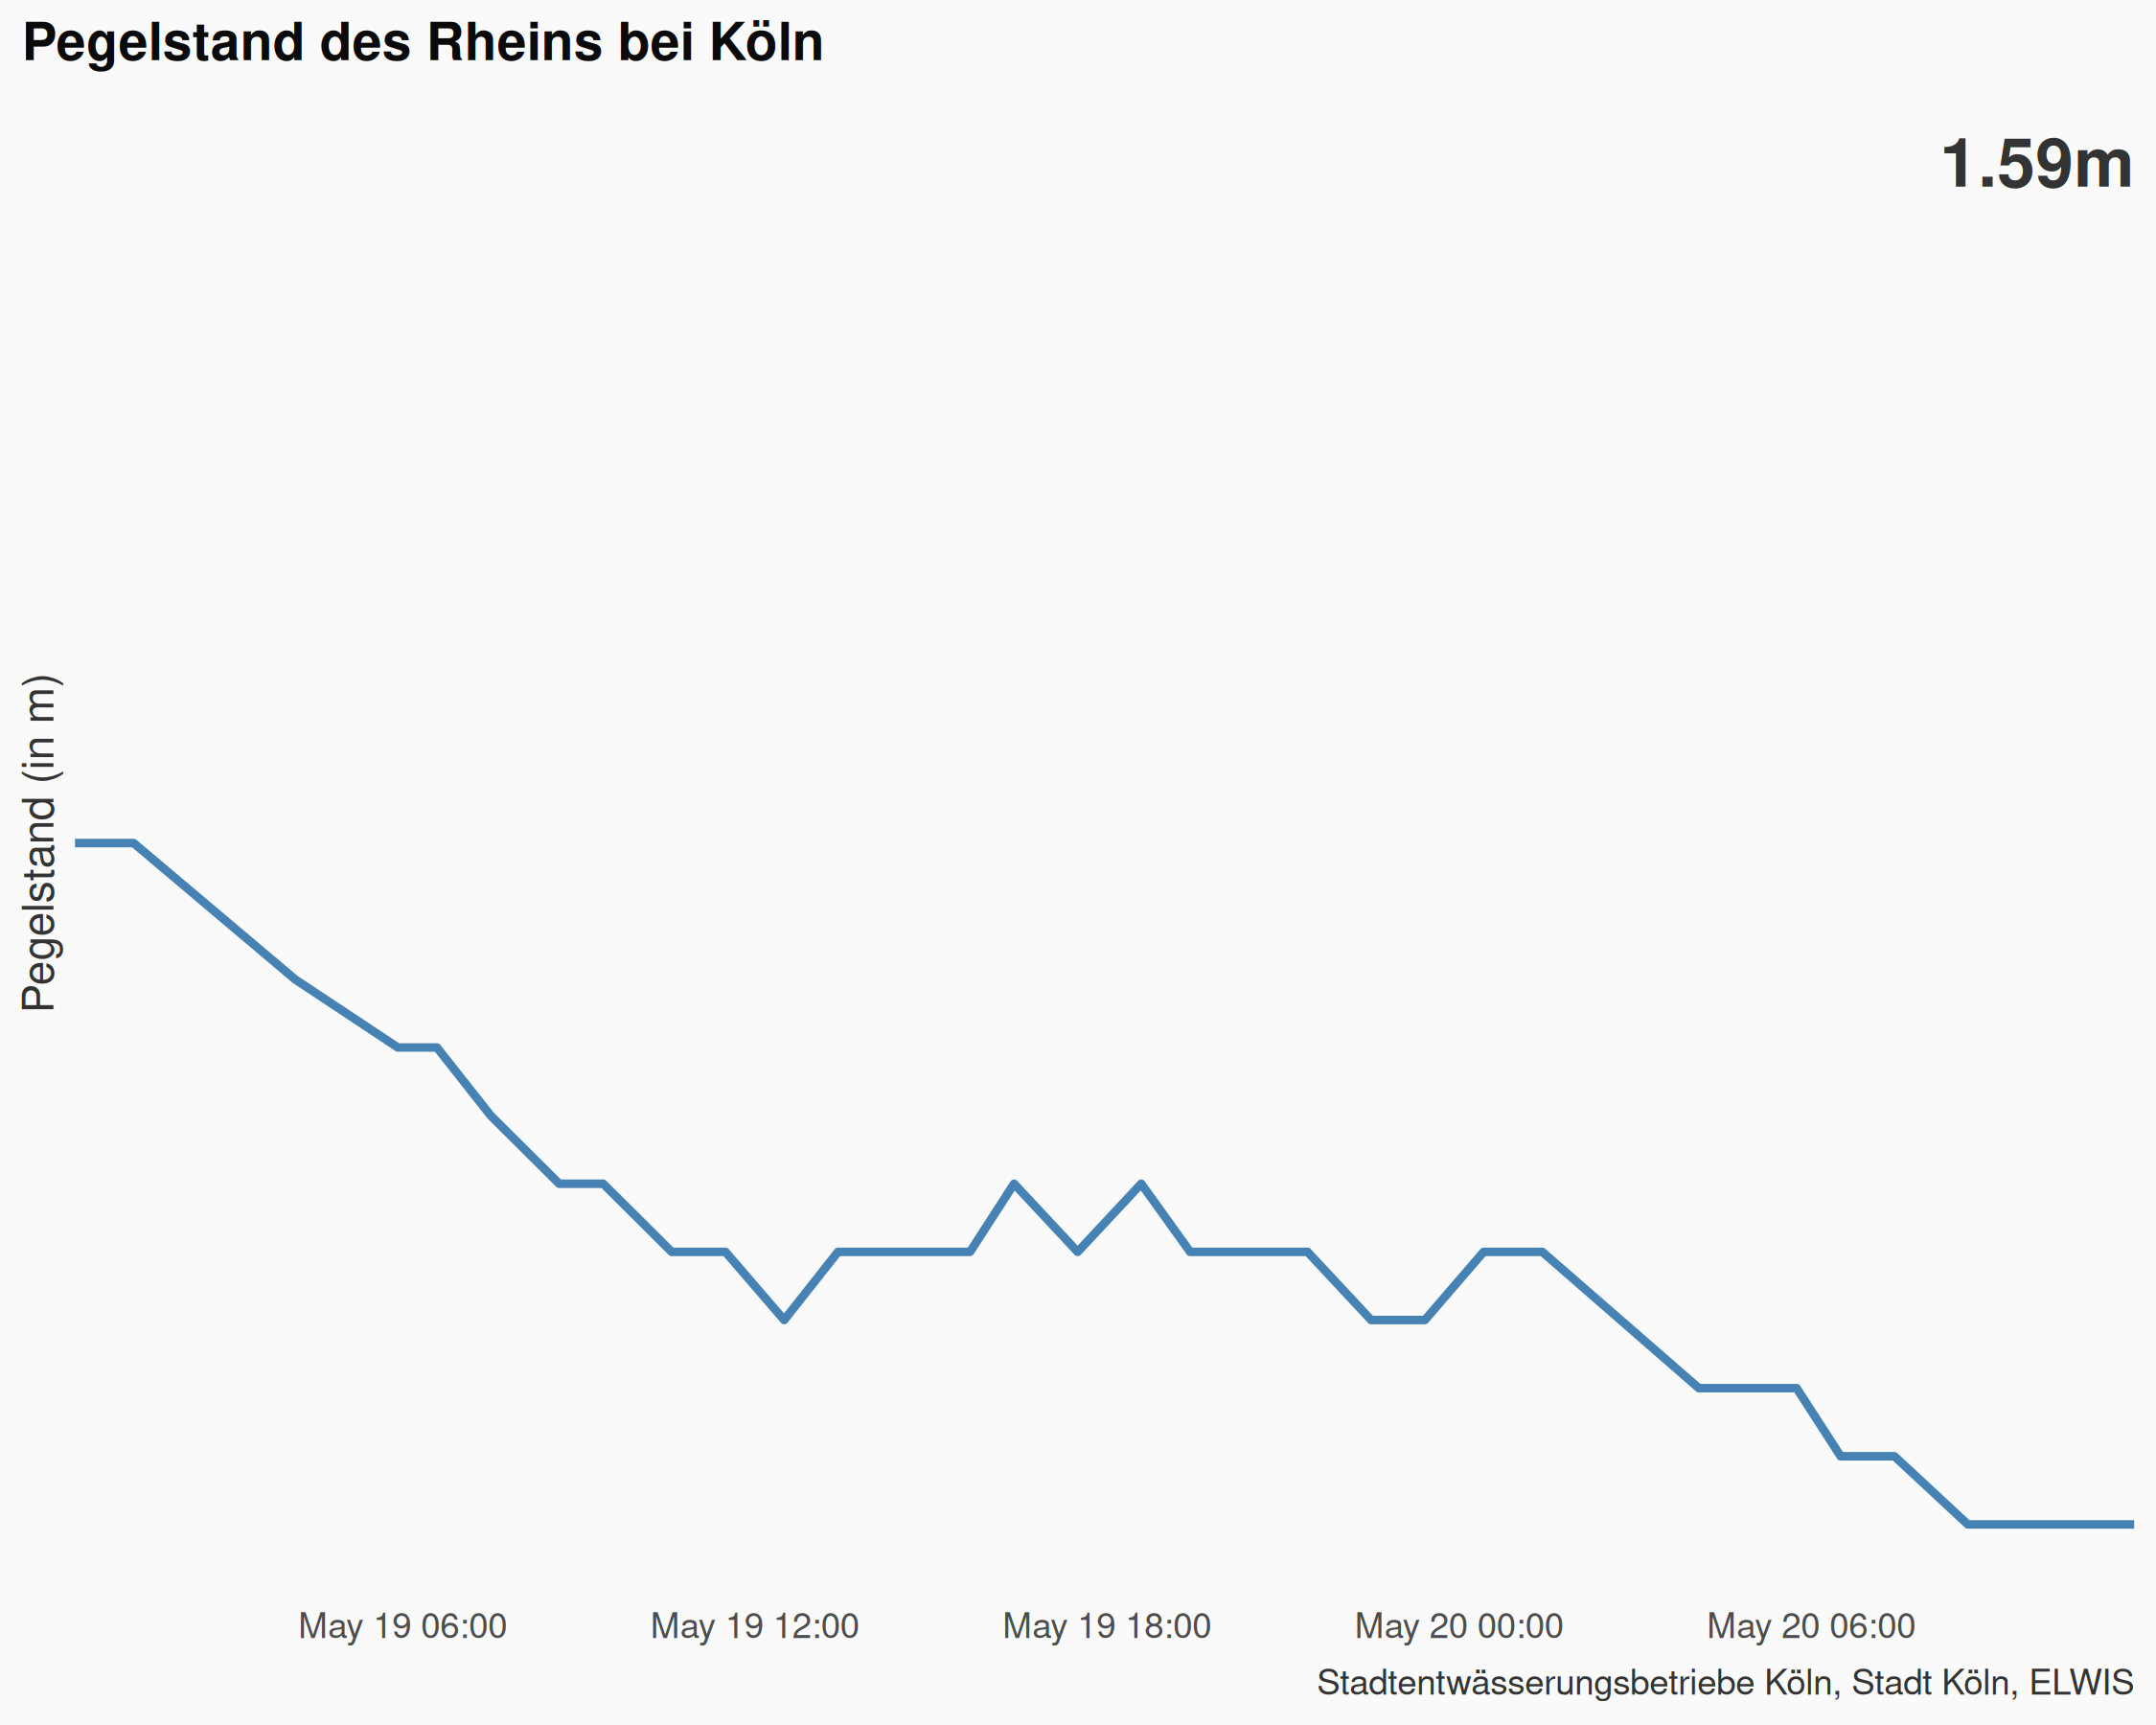 Pegelstand des Rheins bei Köln
1.59m
Pegelstand (in m)
May 19 06:00
May 19 12:00
May 19 18:00
May 20 00:00
May 20 06:00
Stadtentwässerungsbetriebe Köln, Stadt Köln, ELWIS